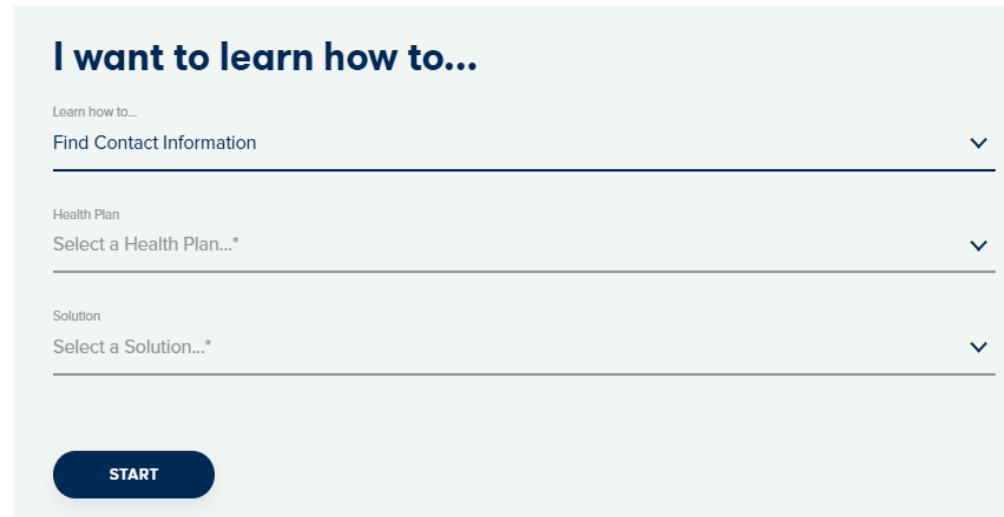 I want to learn how to...
Learn how to...
Find Contact Information
Health Plan
Select a Health Plan...*
Solution
Select a Solution...*
START